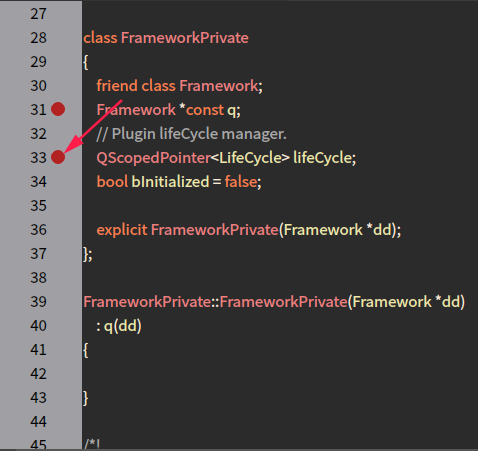 27
28 class FrameworkPrivate
29 {
30 friend class Framework;
31 Framework *const q;
32 // Plugin lifeCycle manager.
33 QScopedPointer<LifeCycle> lifeCycle;
34 bool bInitialized = false;
35
36 explicit FrameworkPrivate(Framework *dd);
37 };
38
39 FrameworkPrivate::FrameworkPrivate(Framework *dd)
40 : q(dd)
41 {
42
43 }
44
45 /*!